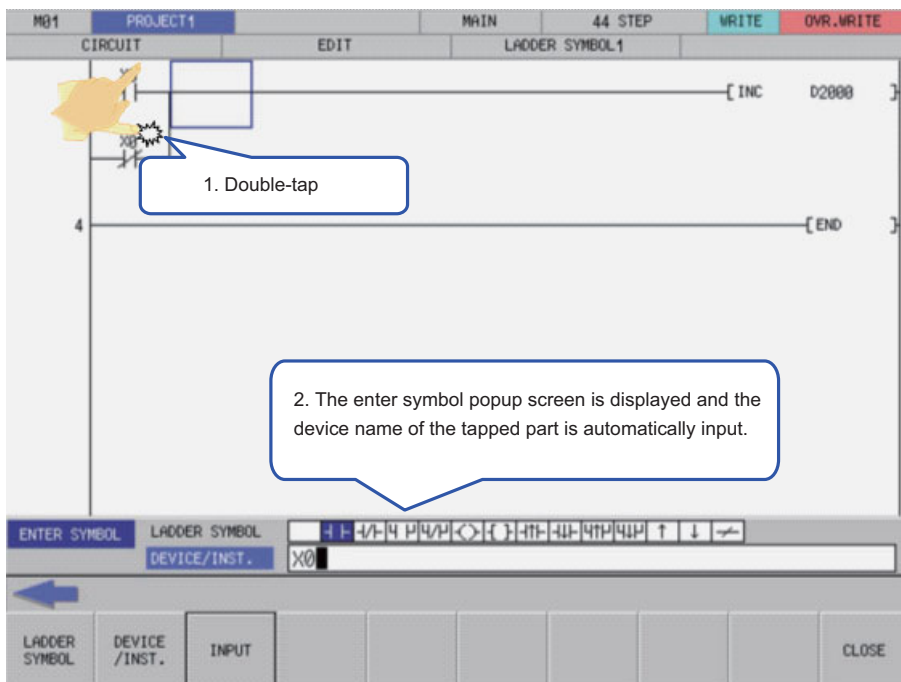 M01 PROJECT1 MAIN 44 STEP WRITE OVR.WRITE
CIRCUIT EDIT LADDER SYMBOL1
[ INC D2000 ]
X0
1. Double-tap
4 [ END ]
2. The enter symbol popup screen is displayed and the
device name of the tapped part is automatically input.
ENTER SYMBOL LADDER SYMBOL
DEVICE/INST. X0
LADDER
SYMBOL
DEVICE
/INST.
INPUT
CLOSE